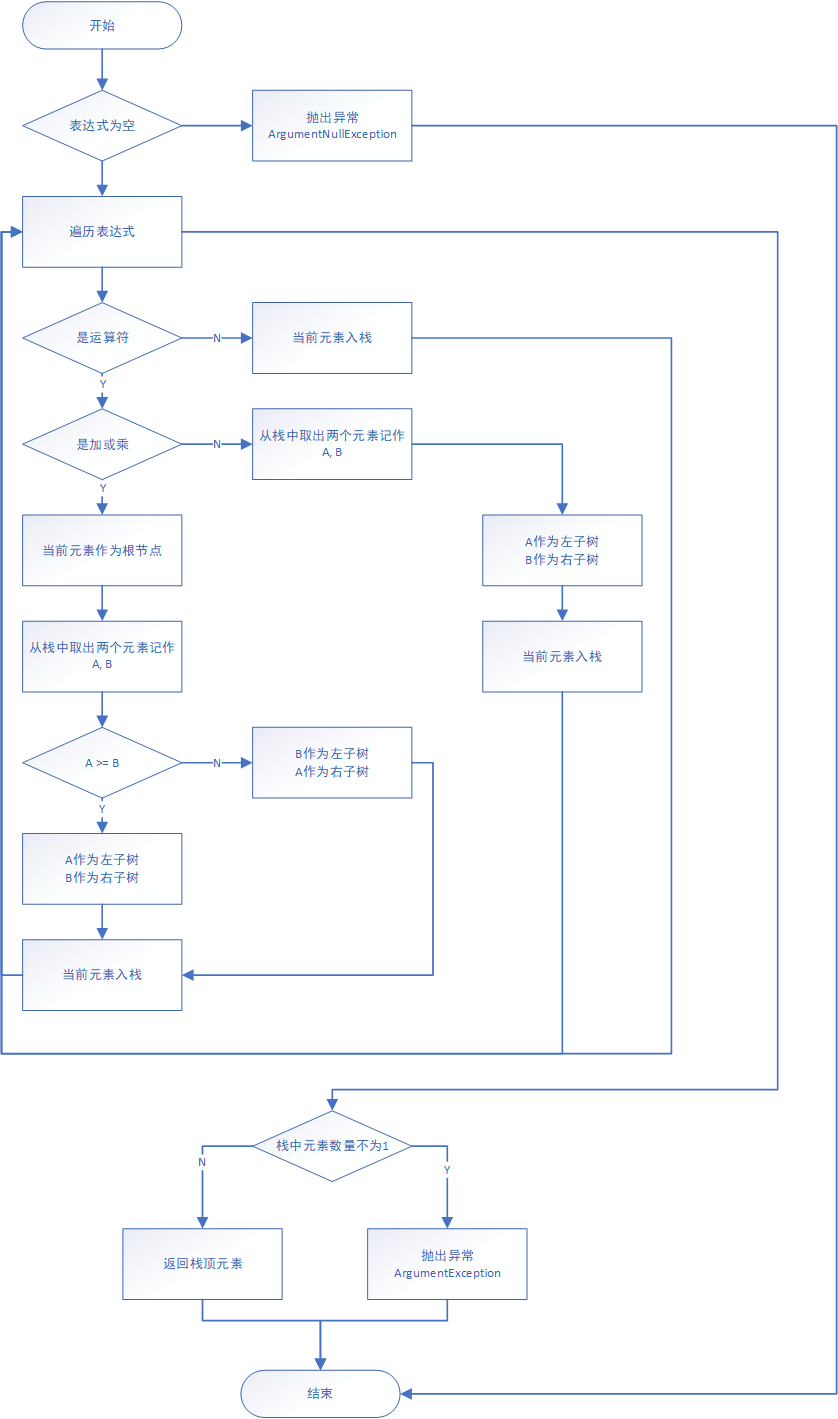 开始
表达式为空
抛出异常
ArgumentNullException
遍历表达式
是运算符
N
当前元素入栈
Y
是加或乘
N
从栈中取出两个元素记作
A, B
Y
当前元素作为根节点
A作为左子树
B作为右子树
从栈中取出两个元素记作
A, B
当前元素入栈
A >= B
N
B作为左子树
A作为右子树
Y
A作为左子树
B作为右子树
当前元素入栈
栈中元素数量不为1
N
Y
返回栈顶元素
抛出异常
ArgumentException
结束